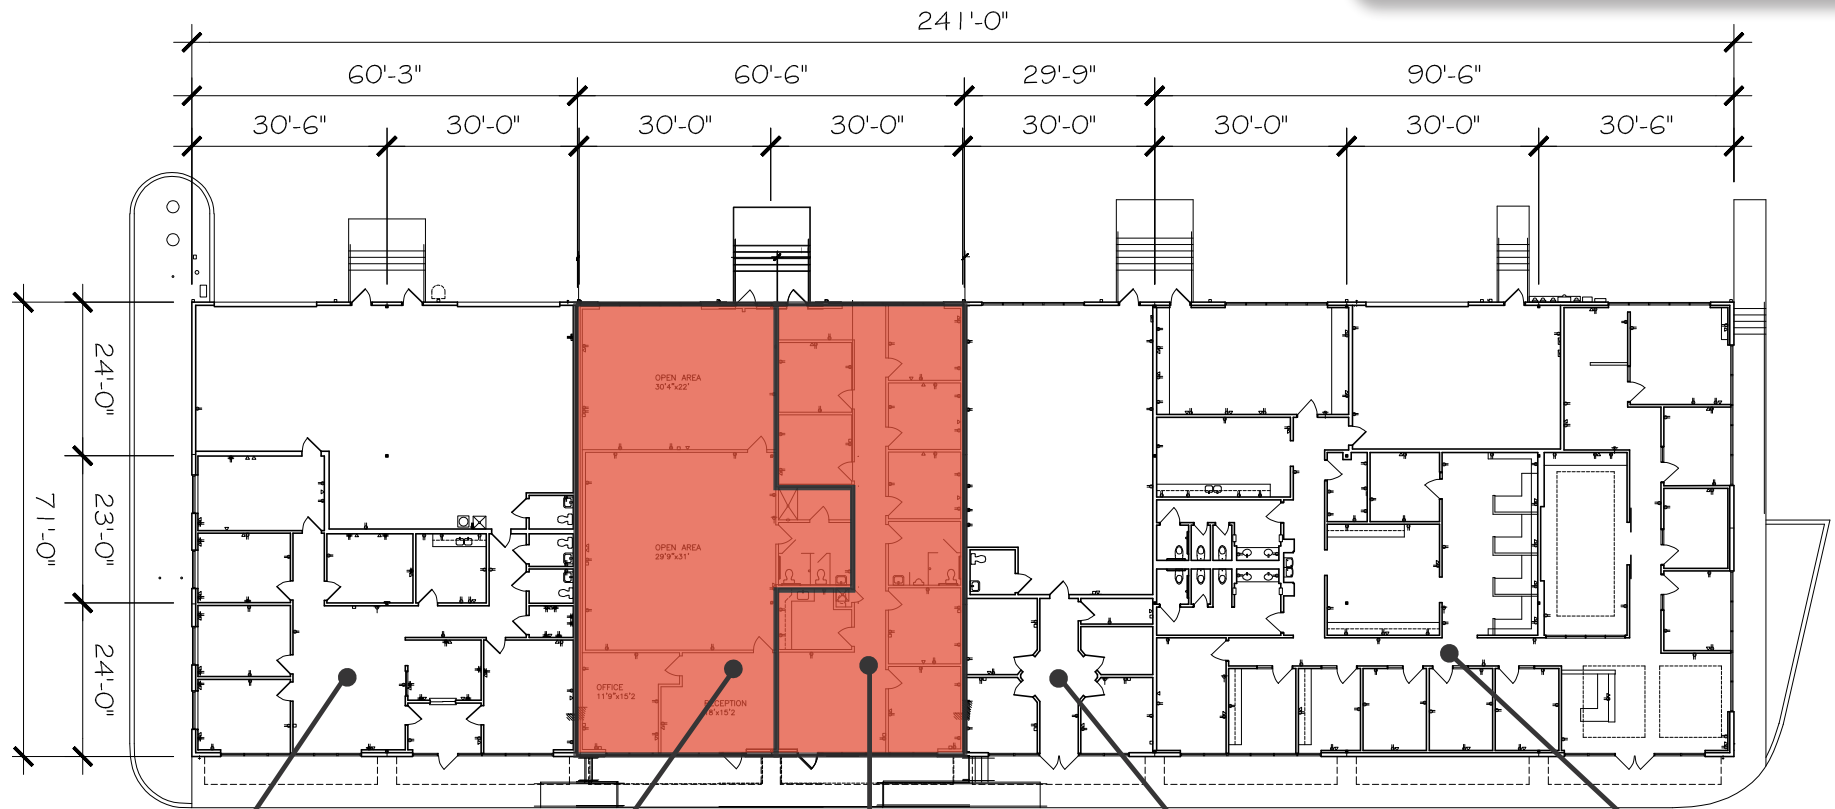 241'-0"
60'-3" 60'-6" 29'-9" 90'-6"
30'-6" 30'-0" 30'-0" 30'-0" 30'-0" 30'-0" 30'-0" 30'-6"
24'-0"
23'-0"
71'-0"
24'-0"
OPEN AREA
30'4"x22'
OPEN AREA
29'9"x31'
OFFICE
11'9"x15'2
RECEPTION